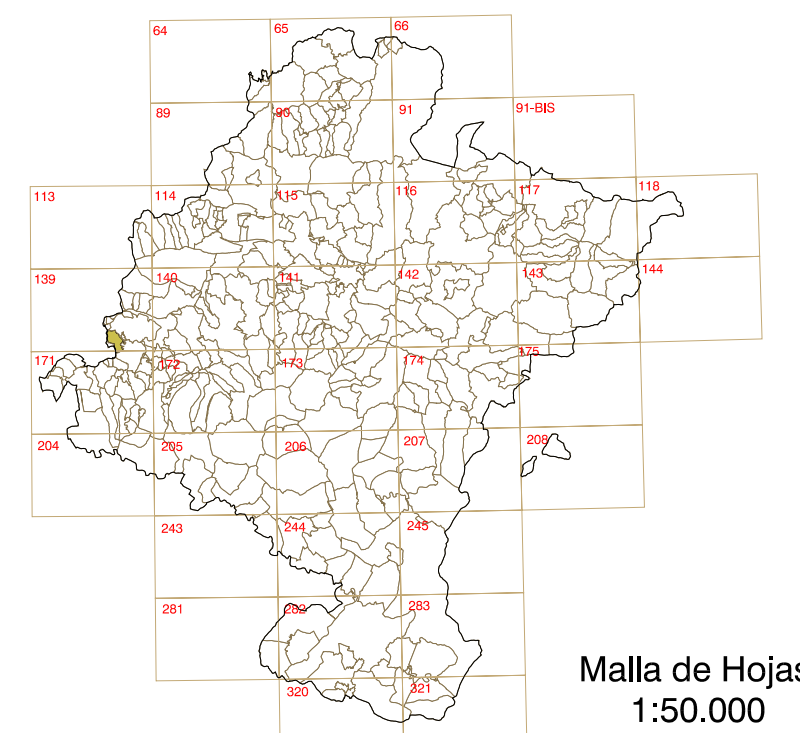 64 65 66
89 90 91 91-BIS
113 114 115 116 117 118
139 140 141 142 143 144
171 172 173 174 175
204 205 206 207 208
243 244 245
281 282 283
320 321
Malla de Hojas
1:50.000